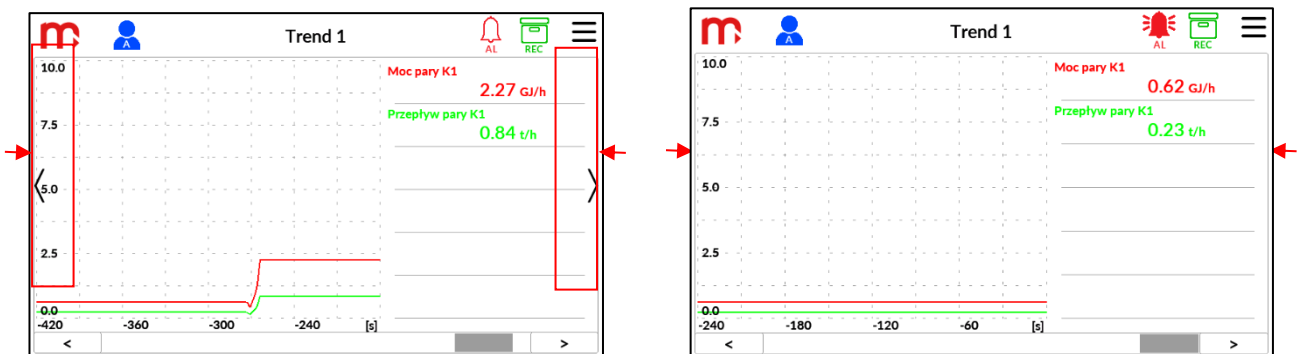 m
A
Trend 1
AL
REC
10.0
7.5
5.0
2.5
0.0
-420 -360 -300 -240 [s]
Moc pary K1
2.27 GJ/h
Przepływ pary K1
0.84 t/h
< >
< >
m
A
Trend 1
AL
REC
10.0
7.5
5.0
2.5
0.0
-240 -180 -120 -60 [s]
Moc pary K1
0.62 GJ/h
Przepływ pary K1
0.23 t/h
< >